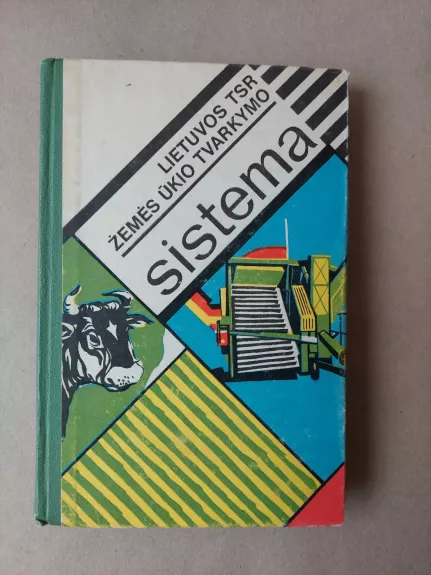 LIETUVOS TSR
ŽEMĖS ŪKIO TVARKYMO
sistema